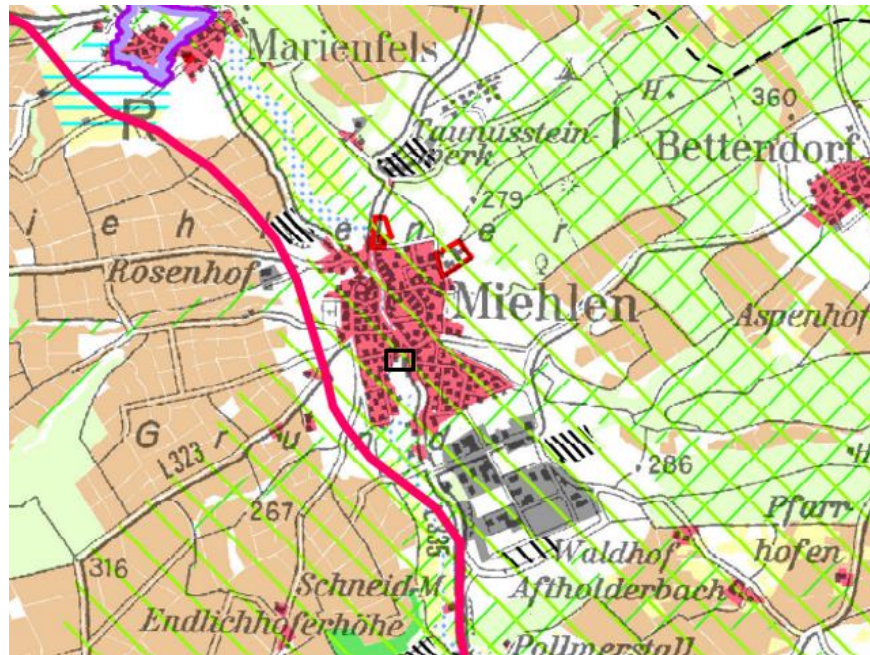 Marienfels
P
H.
360
Taunusstein-
werk
Bettendorf
279
i e h l e n e r
Rosenhof
Q
Miehlen
Aspenhof
G r u n d
L323
286
H
267
Pfarr-
hofen
335
316
Waldhof
Schneid-M
Aftholderbach
Endlichhoferhöhe
Pollmerstall